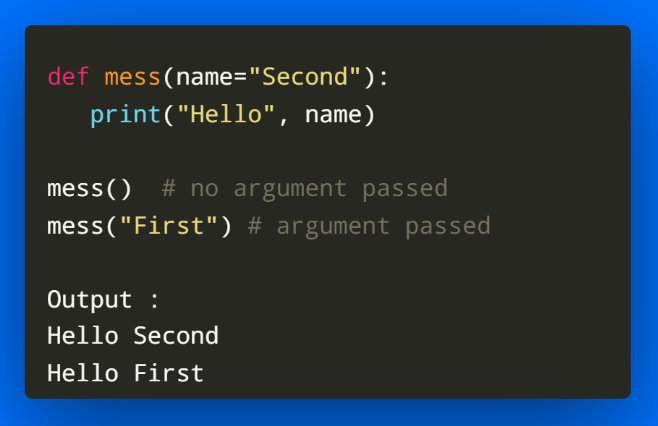 def mess(name="Second"):
   print("Hello", name)
mess()  # no argument passed
mess("First") # argument passed
Output :
Hello Second
Hello First